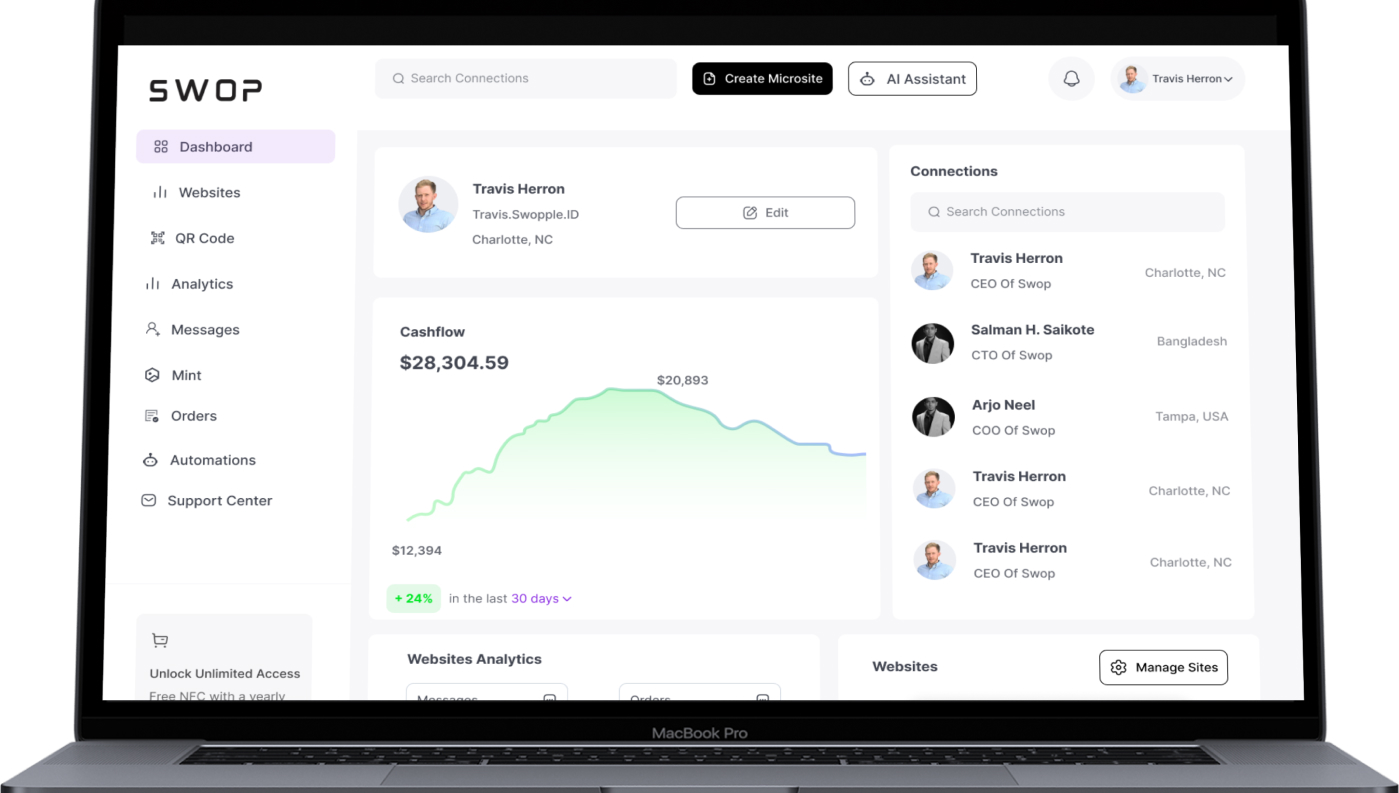 SWOP
Search Connections
Create Microsite
AI Assistant
Travis Herron
Dashboard
Websites
QR Code
Analytics
Messages
Mint
Orders
Automations
Support Center
Unlock Unlimited Access
Free NFC with a yearly
Travis Herron
Travis.Swopple.ID
Charlotte, NC
Edit
Cashflow
$28,304.59
$20,893
$12,394
+ 24% in the last 30 days
Websites Analytics
Messages
Orders
Connections
Search Connections
Travis Herron
CEO Of Swop
Charlotte, NC
Salman H. Saikote
CTO Of Swop
Bangladesh
Arjo Neel
COO Of Swop
Tampa, USA
Travis Herron
CEO Of Swop
Charlotte, NC
Travis Herron
CEO Of Swop
Charlotte, NC
Websites
Manage Sites
MacBook Pro